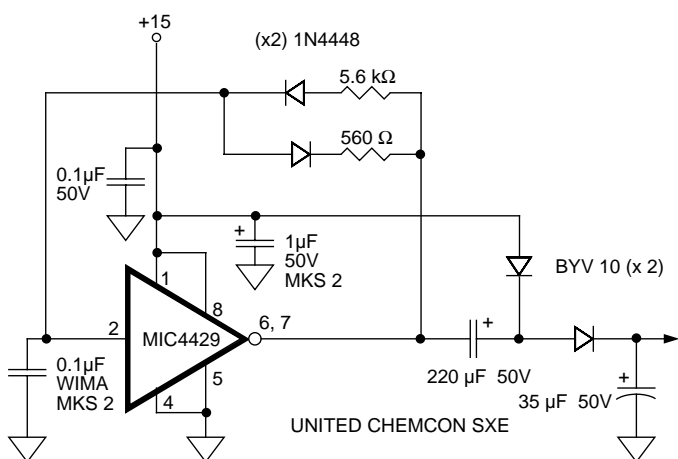 +15
(x2) 1N4448
5.6 kΩ
560 Ω
0.1µF
50V
+
1µF
50V
MKS 2
BYV 10 (x 2)
1
8
2
MIC4429
6, 7
0.1µF
WIMA
MKS 2
5
4
+
220 µF 50V
+
35 µF 50V
UNITED CHEMCON SXE